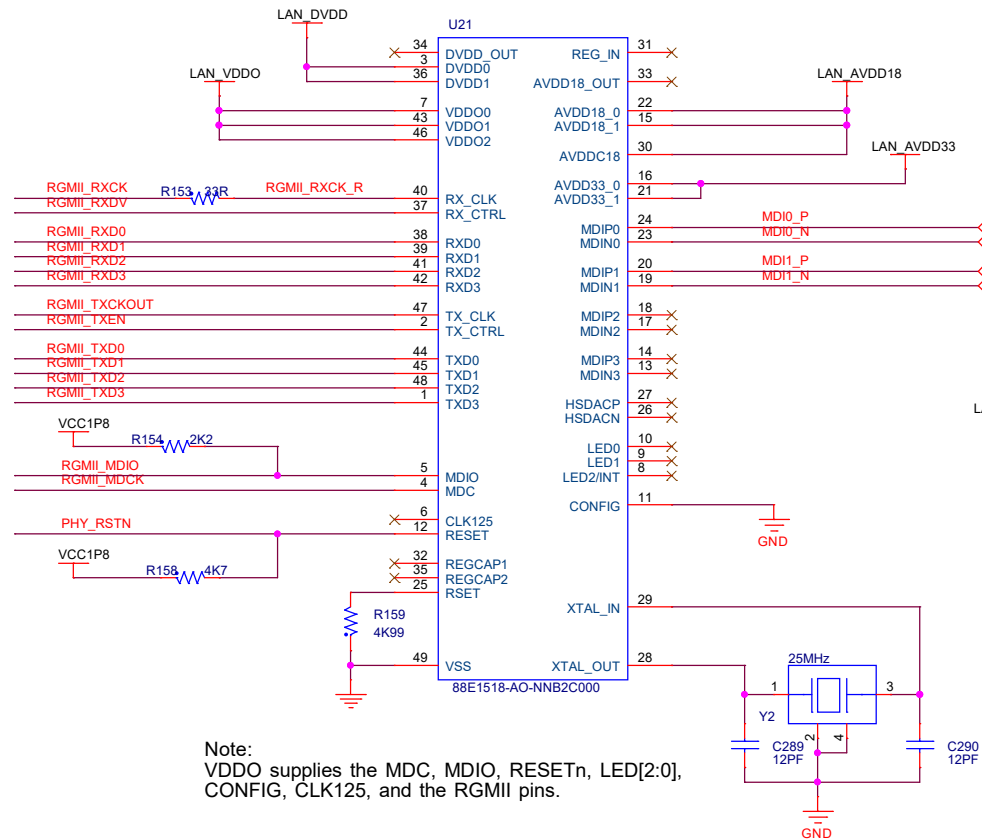 LAN_DVDD
U21
34 DVDD_OUT REG_IN 31
3 DVDD0
36 DVDD1 AVDD18_OUT 33
LAN_VDDO
LAN_AVDD18
7 VDDO0 AVDD18_0 22
43 VDDO1 AVDD18_1 15
46 VDDO2
AVDDC18 30
LAN_AVDD33
AVDD33_0 16
RGMII_RXCK R153 33R RGMII_RXCK_R 40 RX_CLK AVDD33_1 21
RGMII_RXDV 37 RX_CTRL
MDIP0 24 MDI0_P
RGMII_RXD0 38 RXD0 MDIN0 23 MDI0_N
RGMII_RXD1 39 RXD1
RGMII_RXD2 41 RXD2 MDIP1 20 MDI1_P
RGMII_RXD3 42 RXD3 MDIN1 19 MDI1_N
RGMII_TXCKOUT 47 TX_CLK MDIP2 18
RGMII_TXEN 2 TX_CTRL MDIN2 17
RGMII_TXD0 44 TXD0 MDIP3 14
RGMII_TXD1 45 TXD1 MDIN3 13
RGMII_TXD2 48 TXD2
RGMII_TXD3 1 TXD3 HSDACP 27
HSDACN 26
VCC1P8
R154 2K2
LED0 10
LED1 9
RGMII_MDIO 5 MDIO LED2/INT 8
RGMII_MDCK 4 MDC
CONFIG 11
GND
6 CLK125
PHY_RSTN 12 RESET
VCC1P8
R158 4K7
32 REGCAP1
35 REGCAP2
25 RSET
R159
4K99
XTAL_IN 29
49 VSS XTAL_OUT 28
88E1518-AO-NNB2C000
25MHz
1 3
Y2
2 4
C289
12PF
C290
12PF
GND
Note:
VDDO supplies the MDC, MDIO, RESETn, LED[2:0],
CONFIG, CLK125, and the RGMII pins.